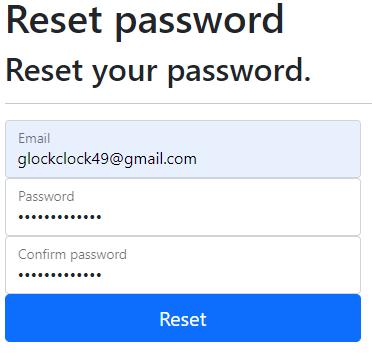 Reset password
Reset your password.
Email
glockclock49@gmail.com
Password
•••••••••••••
Confirm password
•••••••••••••
Reset